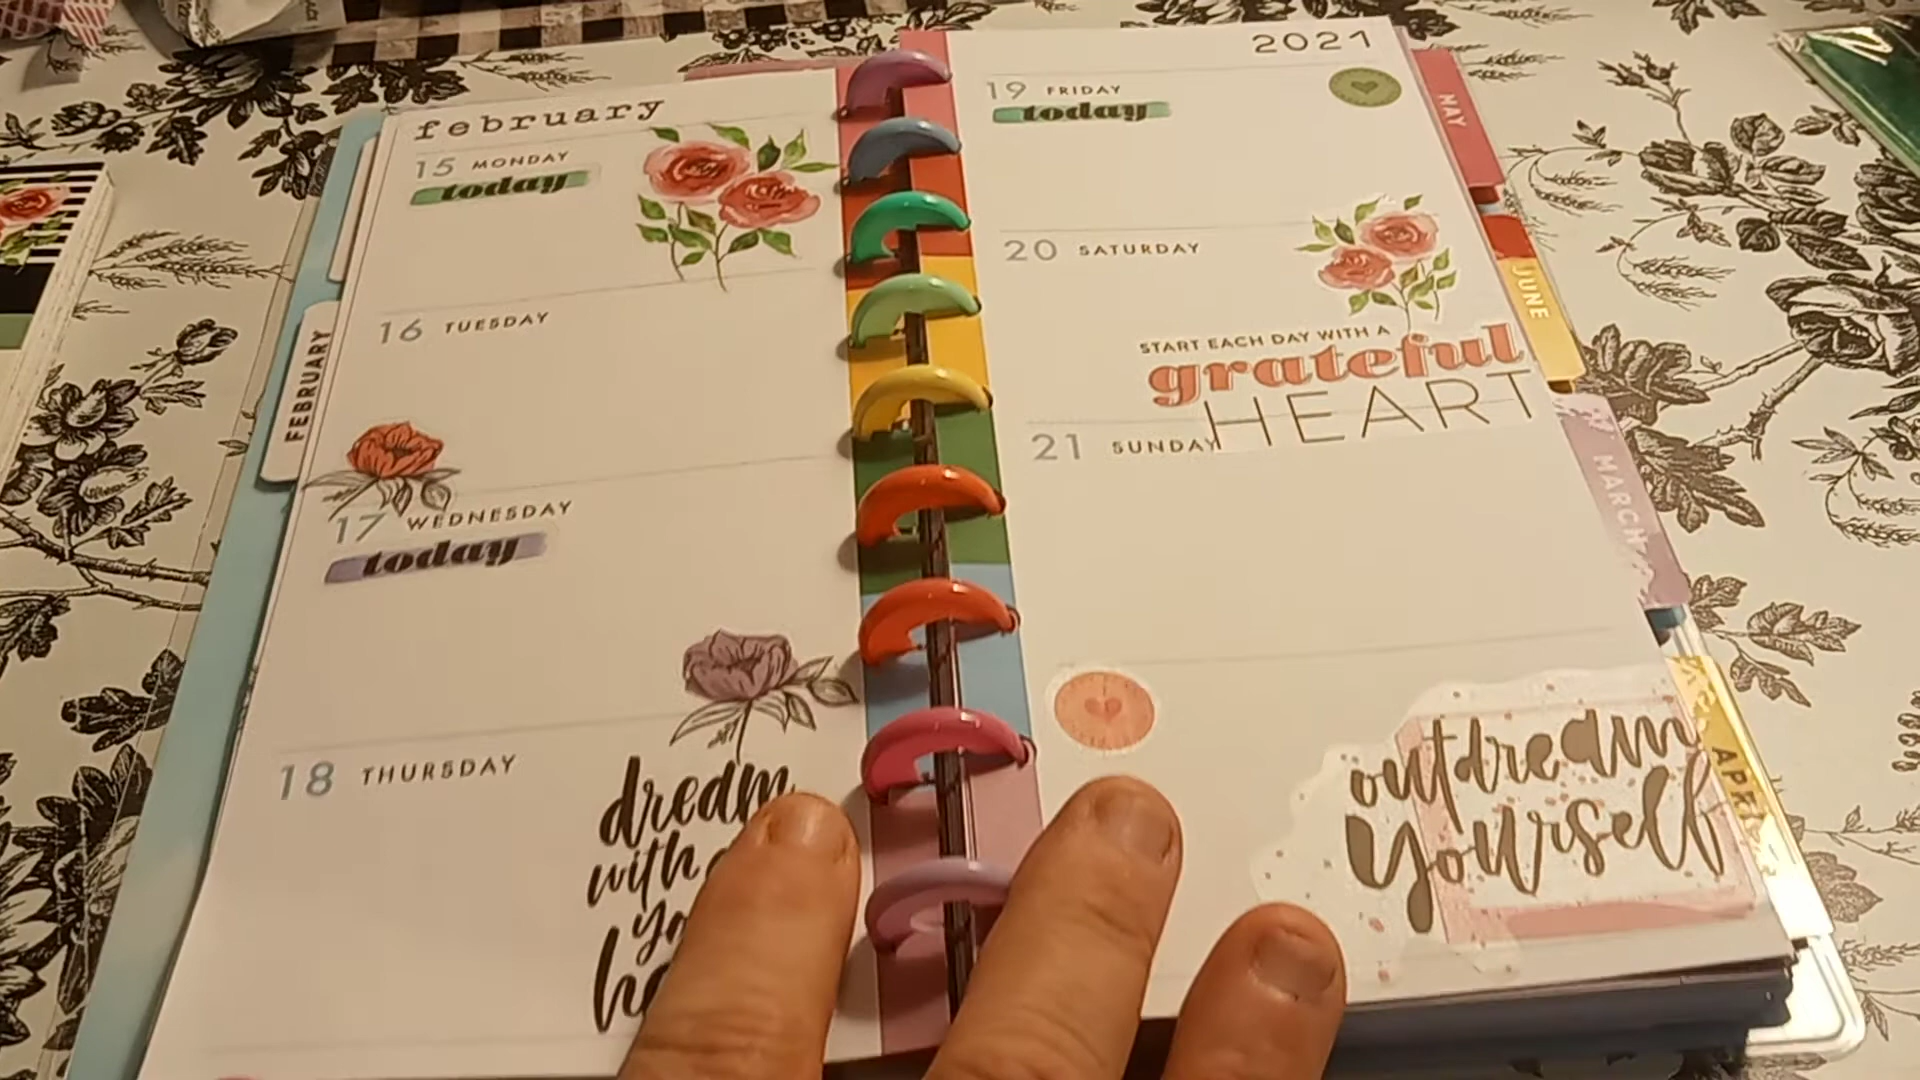 february
15 MONDAY
today
16 TUESDAY
17 WEDNESDAY
today
18 THURSDAY
dream
with
FEBRUARY
2021
19 FRIDAY
today
20 SATURDAY
START EACH DAY WITH A
grateful
HEART
21 SUNDAY
outdream
yourself
MAY
JUNE
MARCH
APRIL